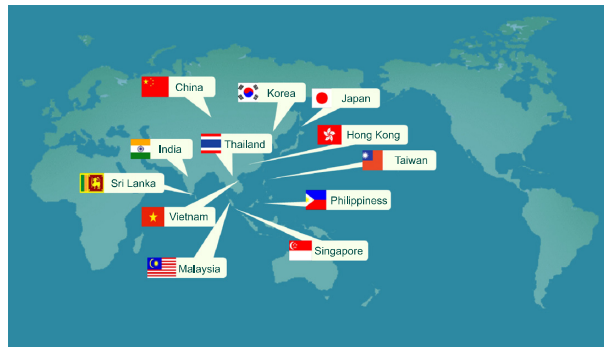 China
Korea
Japan
Hong Kong
India
Thailand
Taiwan
Sri Lanka
Philippiness
Vietnam
Singapore
Malaysia